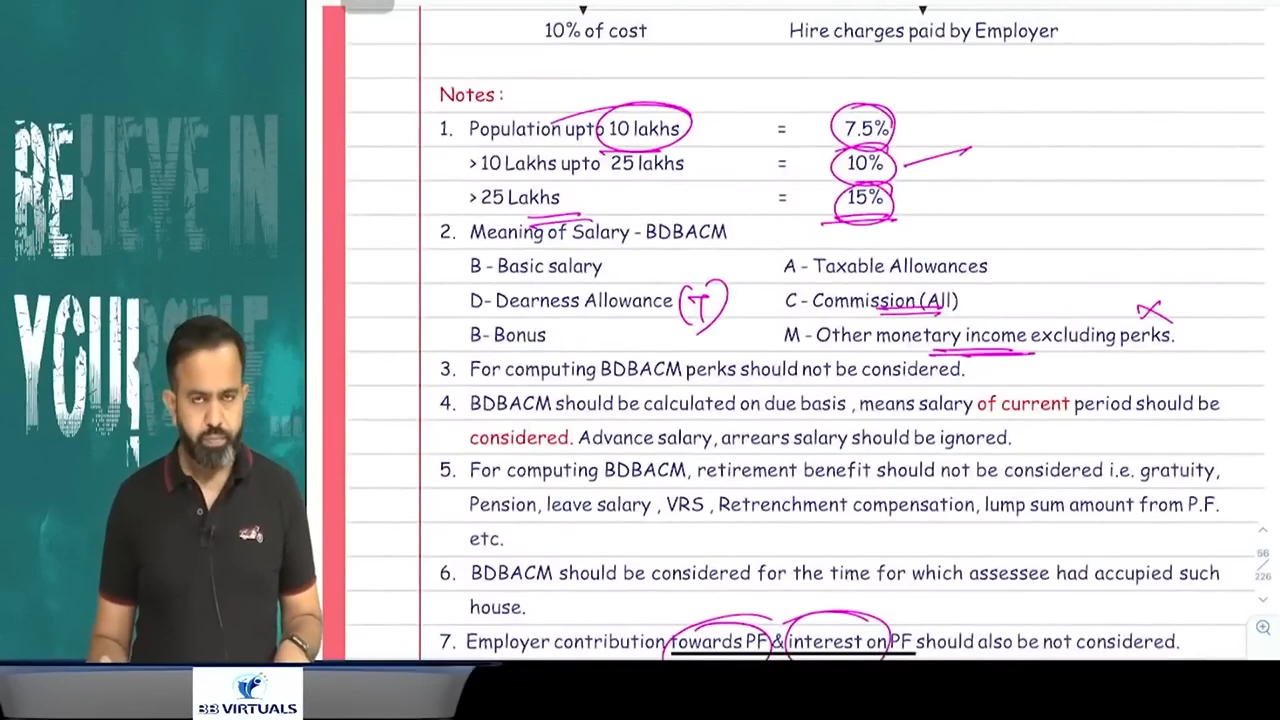 BELIEVE IN
YOURSELF
BB VIRTUALS
10% of cost
Hire charges paid by Employer
Notes :
1. Population upto 10 lakhs = 7.5%
> 10 Lakhs upto 25 lakhs = 10%
> 25 Lakhs = 15%
2. Meaning of Salary - BDBACM
B - Basic salary A - Taxable Allowances
D- Dearness Allowance (T) C - Commission (All)
B- Bonus M - Other monetary income excluding perks.
3. For computing BDBACM perks should not be considered.
4. BDBACM should be calculated on due basis , means salary of current period should be
considered. Advance salary, arrears salary should be ignored.
5. For computing BDBACM, retirement benefit should not be considered i.e. gratuity,
Pension, leave salary , VRS , Retrenchment compensation, lump sum amount from P.F.
etc.
6. BDBACM should be considered for the time for which assessee had accupied such
house.
7. Employer contribution towards PF & interest on PF should also be not considered.
56
/
226